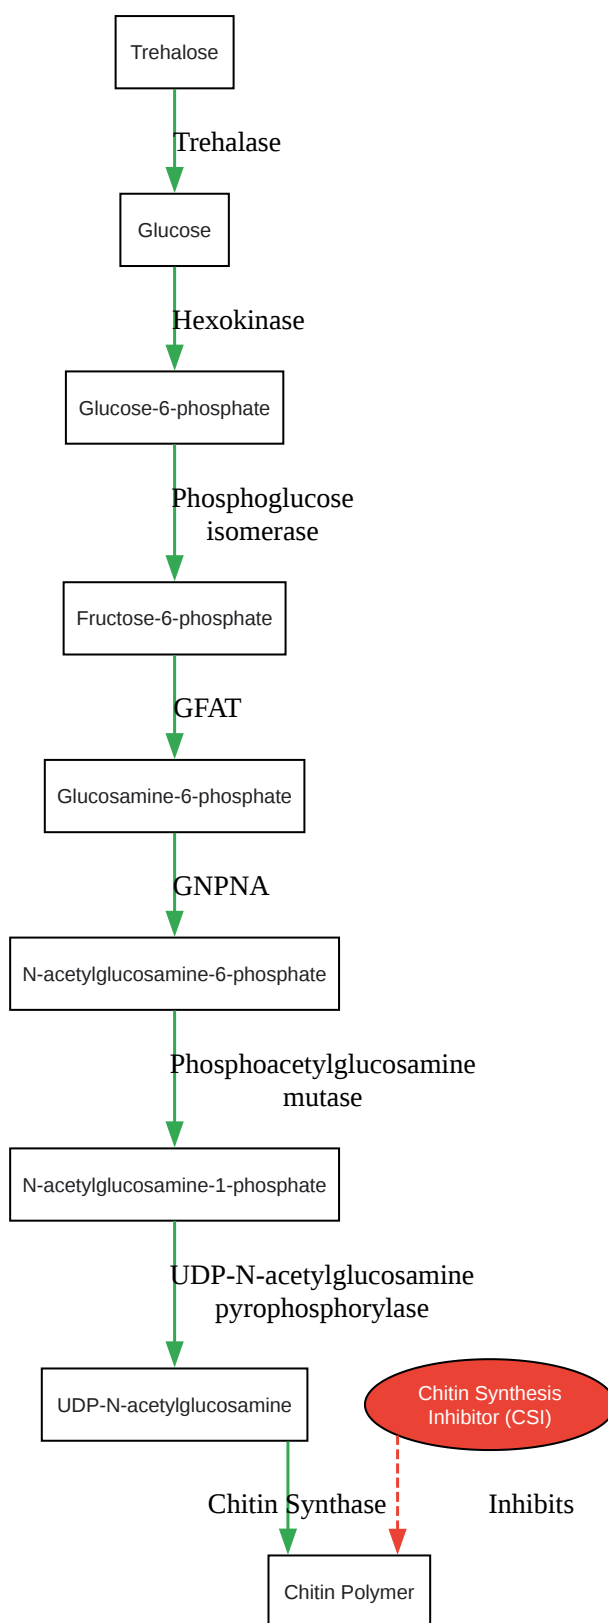 Trehalose
Trehalase
Glucose
Hexokinase
Glucose-6-phosphate
Phosphoglucose
isomerase
Fructose-6-phosphate
GFAT
Glucosamine-6-phosphate
GNPNA
N-acetylglucosamine-6-phosphate
Phosphoacetylglucosamine
mutase
N-acetylglucosamine-1-phosphate
UDP-N-acetylglucosamine
pyrophosphorylase
UDP-N-acetylglucosamine
Chitin Synthesis
Inhibitor (CSI)
Chitin Synthase
Inhibits
Chitin Polymer